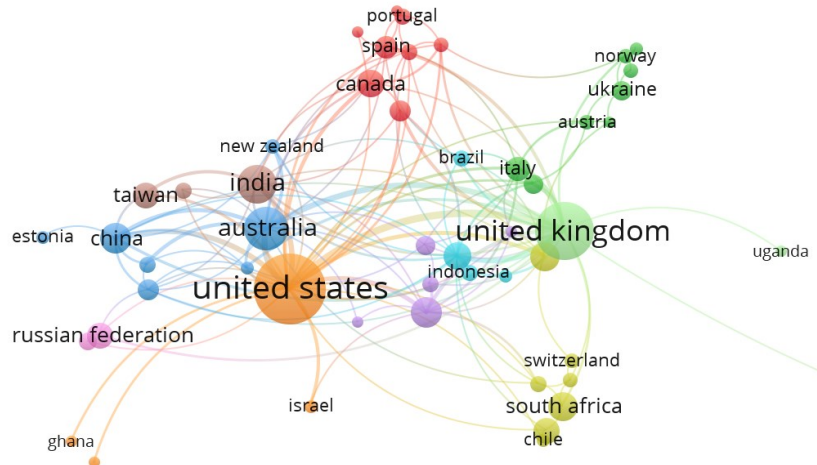 portugal
spain
norway
canada
ukraine
austria
new zealand
brazil
italy
india
taiwan
australia
united kingdom
estonia
china
uganda
indonesia
united states
russian federation
switzerland
israel
south africa
ghana
chile